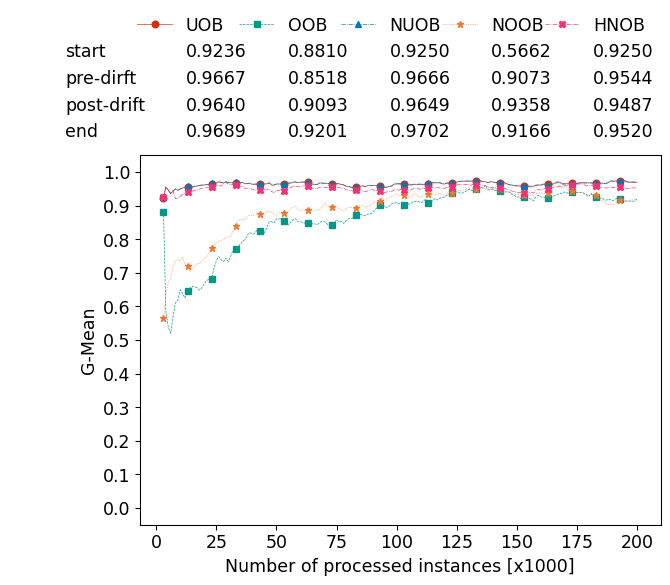 UOB OOB NUOB NOOB HNOB
start 0.9236 0.8810 0.9250 0.5662 0.9250
pre-dirft 0.9667 0.8518 0.9666 0.9073 0.9544
post-drift 0.9640 0.9093 0.9649 0.9358 0.9487
end 0.9689 0.9201 0.9702 0.9166 0.9520
1.0
0.9
0.8
0.7
0.6
0.5
0.4
0.3
0.2
0.1
0.0
G-Mean
0 25 50 75 100 125 150 175 200
Number of processed instances [x1000]